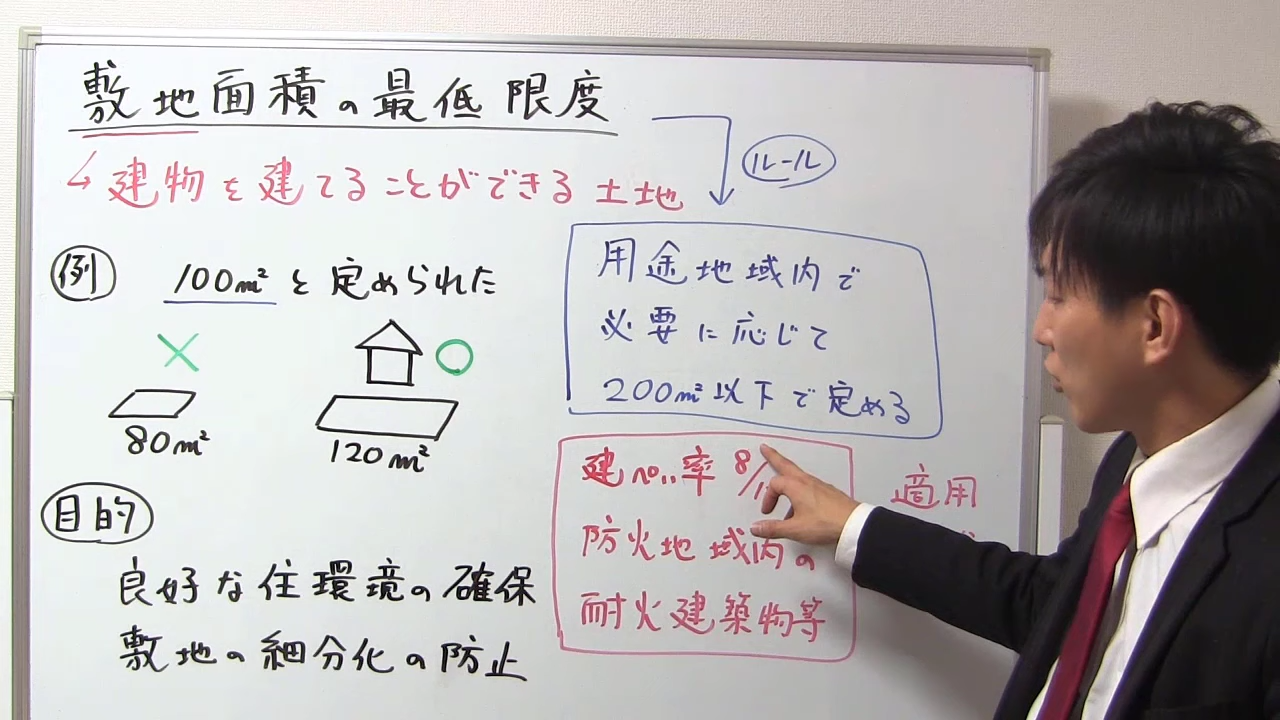 敷地面積の最低限度
↳ 建物を建てることができる土地
ルール
例 100m²と定められた
×
○
80m²
120m²
目的
良好な住環境の確保
敷地の細分化の防止
用途地域内で
必要に応じて
200m²以下で定める
建ぺい率 8/1
防火地域内の
耐火建築物等
適用